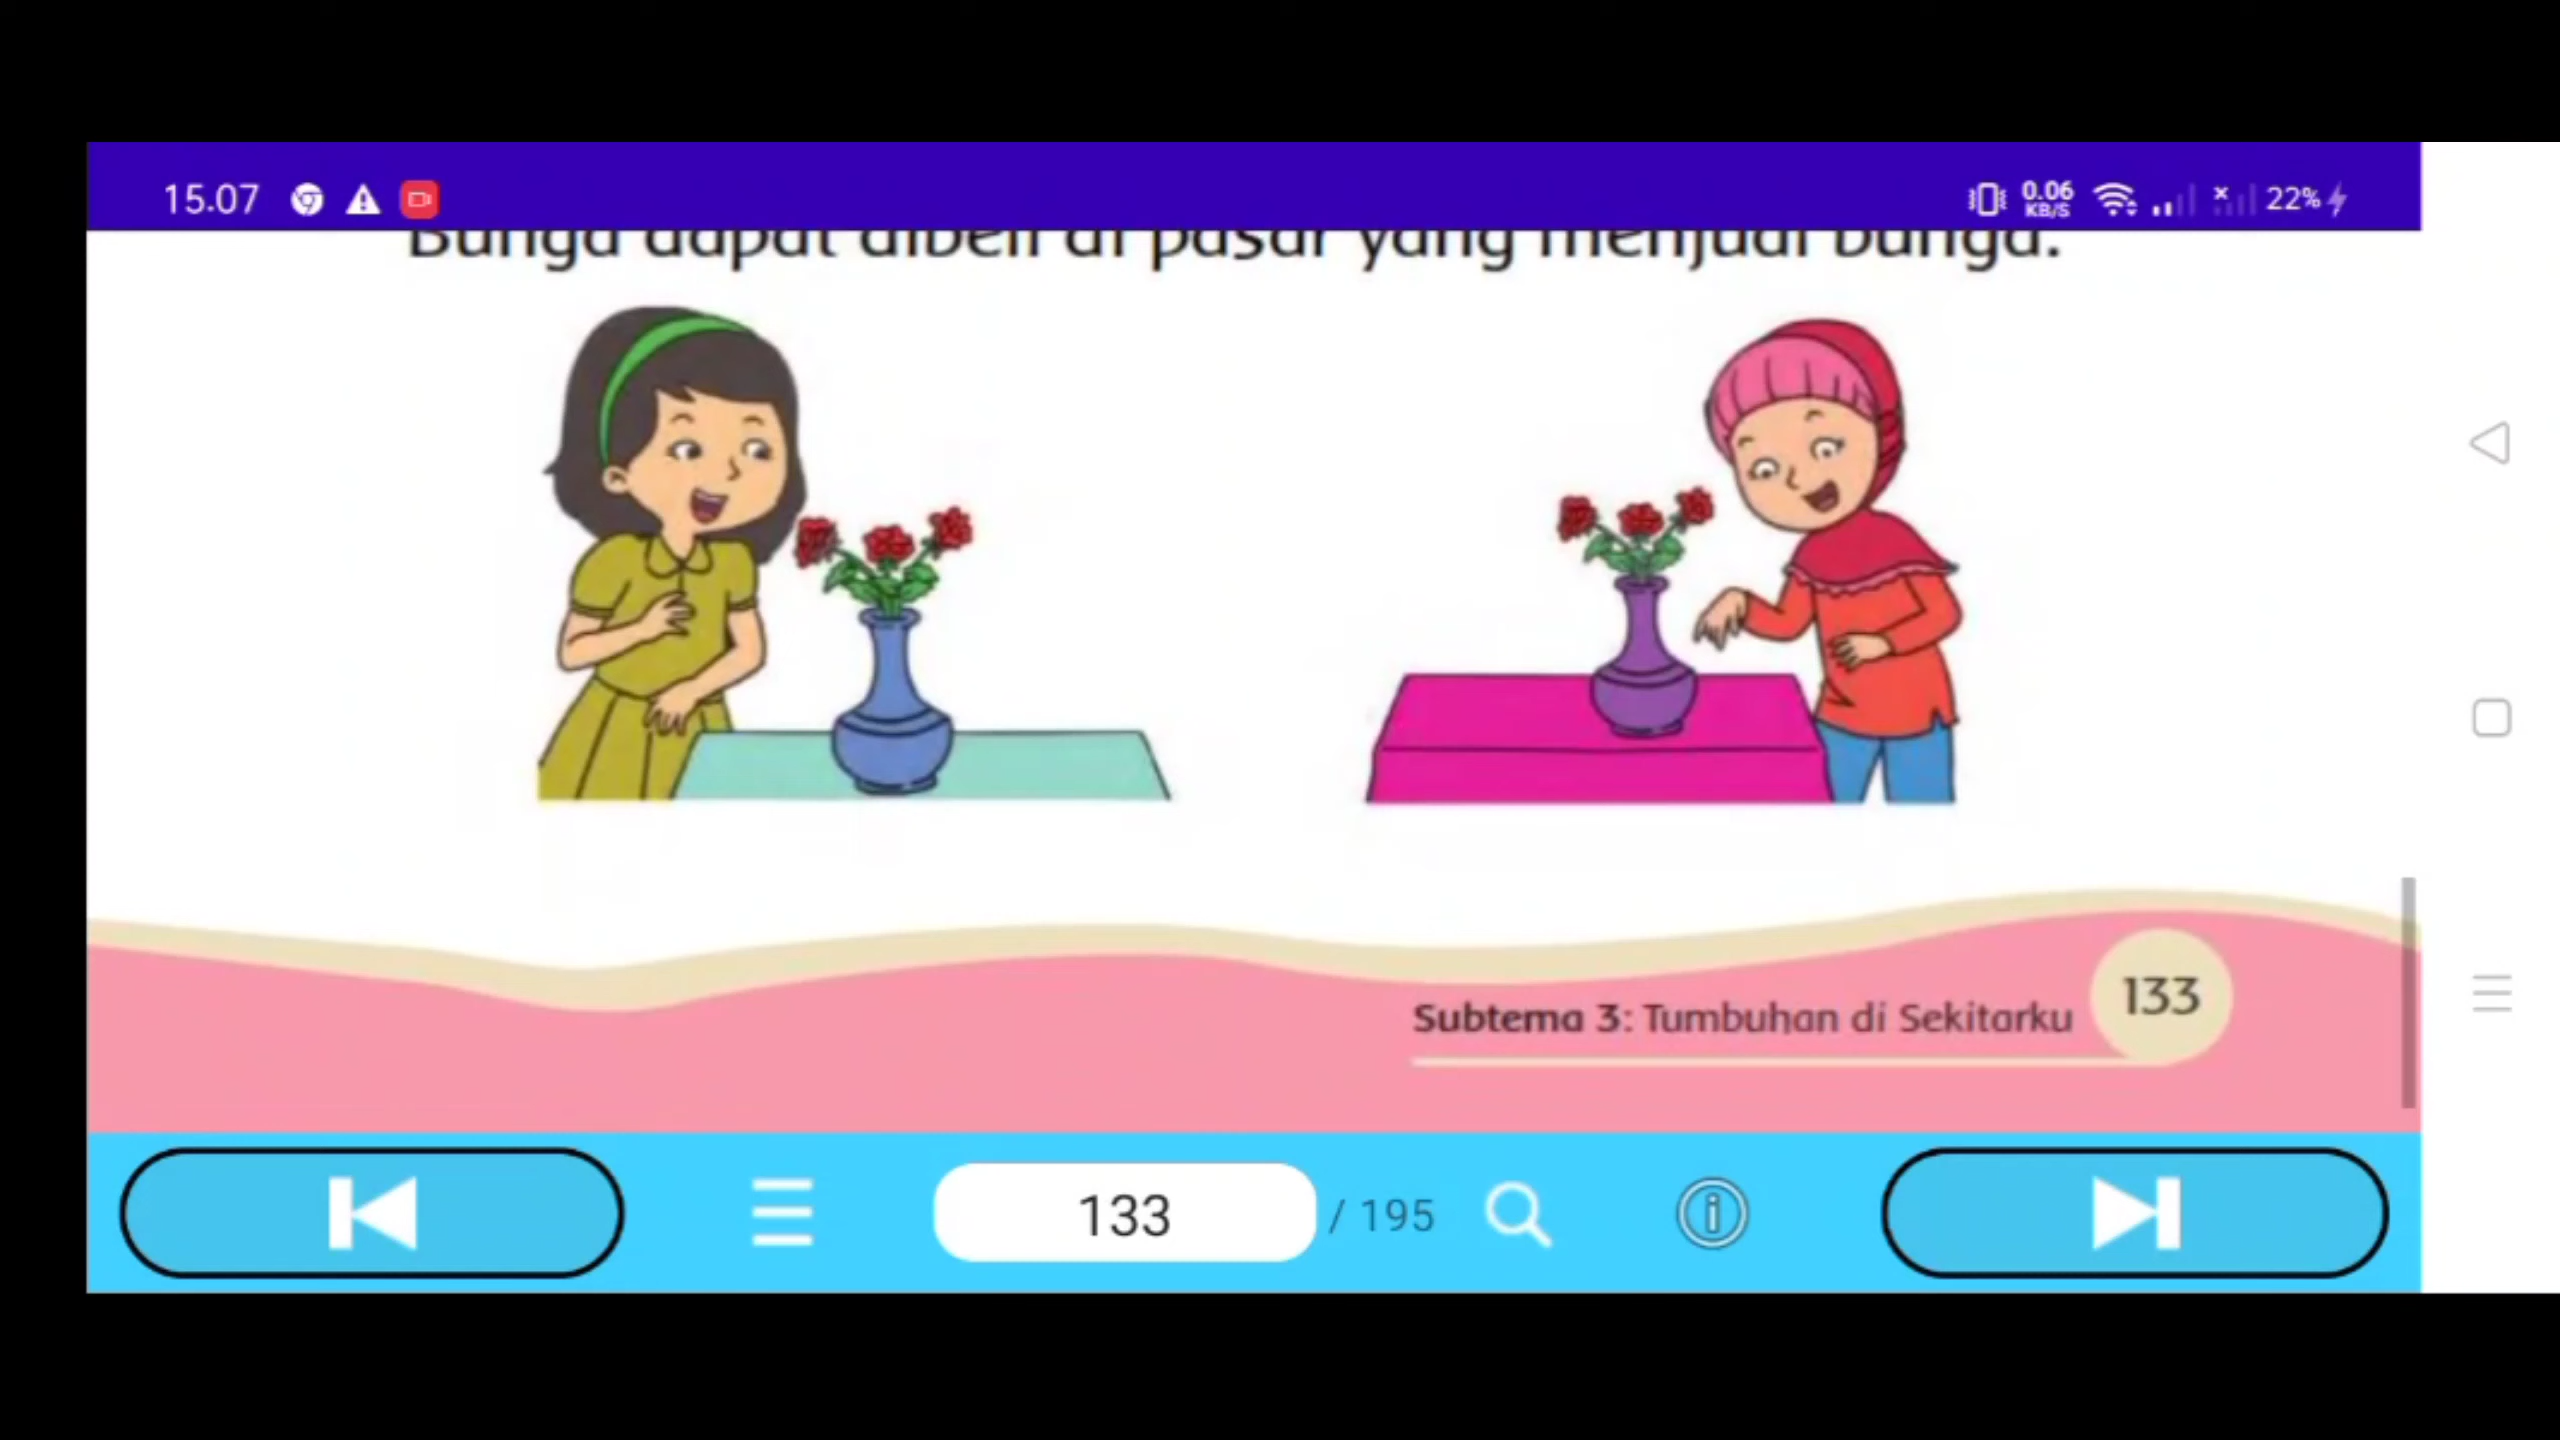 15.07
0.06
KB/S
22%
Bunga dapat dibeli di pasar yang menjual bunga.
133
Subtema 3: Tumbuhan di Sekitarku
133 / 195